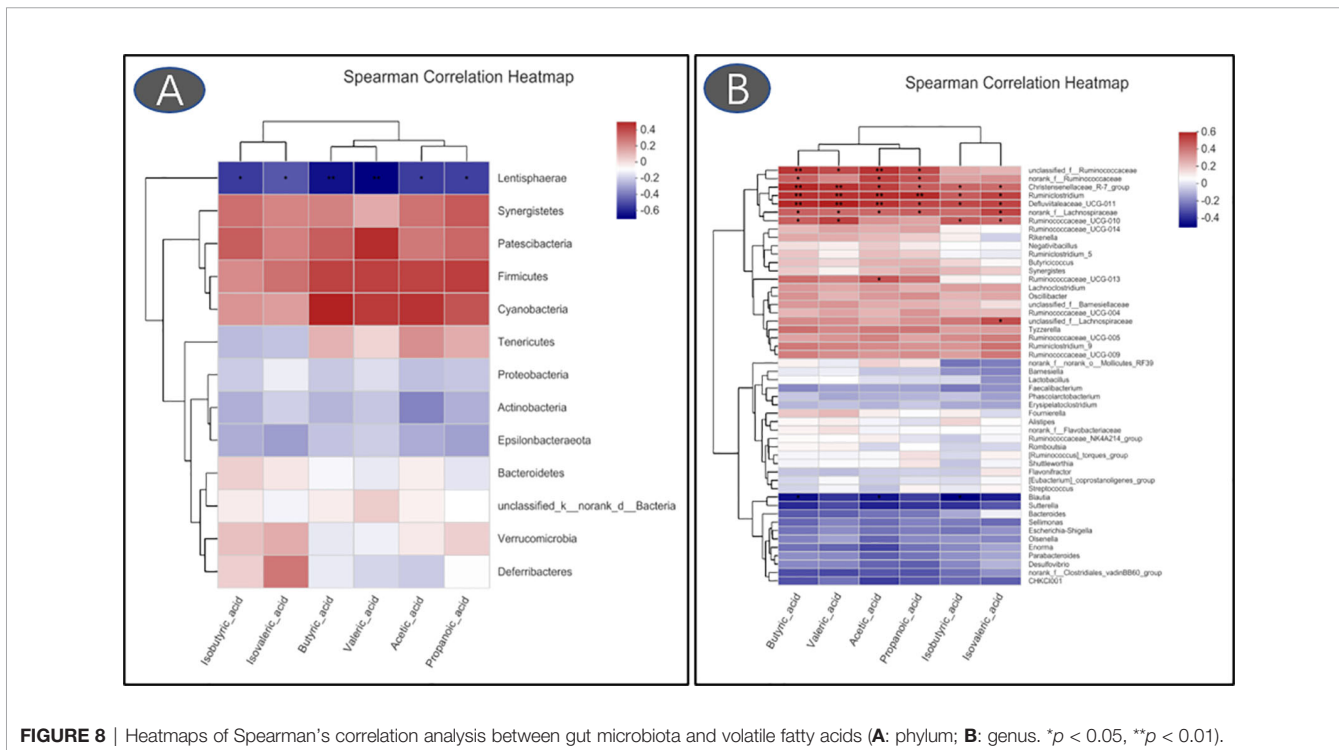 A
Spearman Correlation Heatmap
0.4
0.2
0
-0.2
-0.4
-0.6
* * ** ** * * Lentisphaerae
Synergistetes
Patescibacteria
Firmicutes
Cyanobacteria
Tenericutes
Proteobacteria
Actinobacteria
Epsilonbacteraeota
Bacteroidetes
unclassified_k__norank_d__Bacteria
Verrucomicrobia
Deferribacteres
Isobutyric_acid
Isovaleric_acid
Butyric_acid
Valeric_acid
Acetic_acid
Propanoic_acid
B
Spearman Correlation Heatmap
0.6
0.4
0.2
0
-0.2
-0.4
** * ** * unclassified_f__Ruminococcaceae
* * * norank_f__Ruminococcaceae
** ** * * * * Christensenellaceae_R-7_group
** ** ** ** * * Ruminiclostridium
** ** ** * * * Defluviitaleaceae_UCG-011
* * * * * norank_f__Lachnospiraceae
* * * * Ruminococcaceae_UCG-010
Ruminococcaceae_UCG-014
Rikenella
Negativibacillus
Ruminiclostridium_5
Butyricicoccus
Synergistes
* Ruminococcaceae_UCG-013
Lachnoclostridium
Oscillibacter
unclassified_f__Barnesiellaceae
Ruminococcaceae_UCG-004
* unclassified_f__Lachnospiraceae
Tyzzerella
Ruminococcaceae_UCG-005
Ruminiclostridium_9
Ruminococcaceae_UCG-009
norank_f__norank_o__Mollicutes_RF39
Barnesiella
Lactobacillus
Faecalibacterium
Phascolarctobacterium
Erysipelatoclostridium
Fournierella
Alistipes
norank_f__Flavobacteriaceae
Ruminococcaceae_NK4A214_group
Romboutsia
[Ruminococcus]_torques_group
Shuttleworthia
Flavonifractor
[Eubacterium]_coprostanoligenes_group
Streptococcus
* * Blautia
Sutterella
Bacteroides
Sellimonas
Escherichia-Shigella
Olsenella
Enorma
Parabacteroides
Desulfovibrio
norank_f__Clostridiales_vadinBB60_group
CHKCI001
Butyric_acid
Valeric_acid
Acetic_acid
Propanoic_acid
Isobutyric_acid
Isovaleric_acid
FIGURE 8 | Heatmaps of Spearman's correlation analysis between gut microbiota and volatile fatty acids (A: phylum; B: genus. *p < 0.05, **p < 0.01).